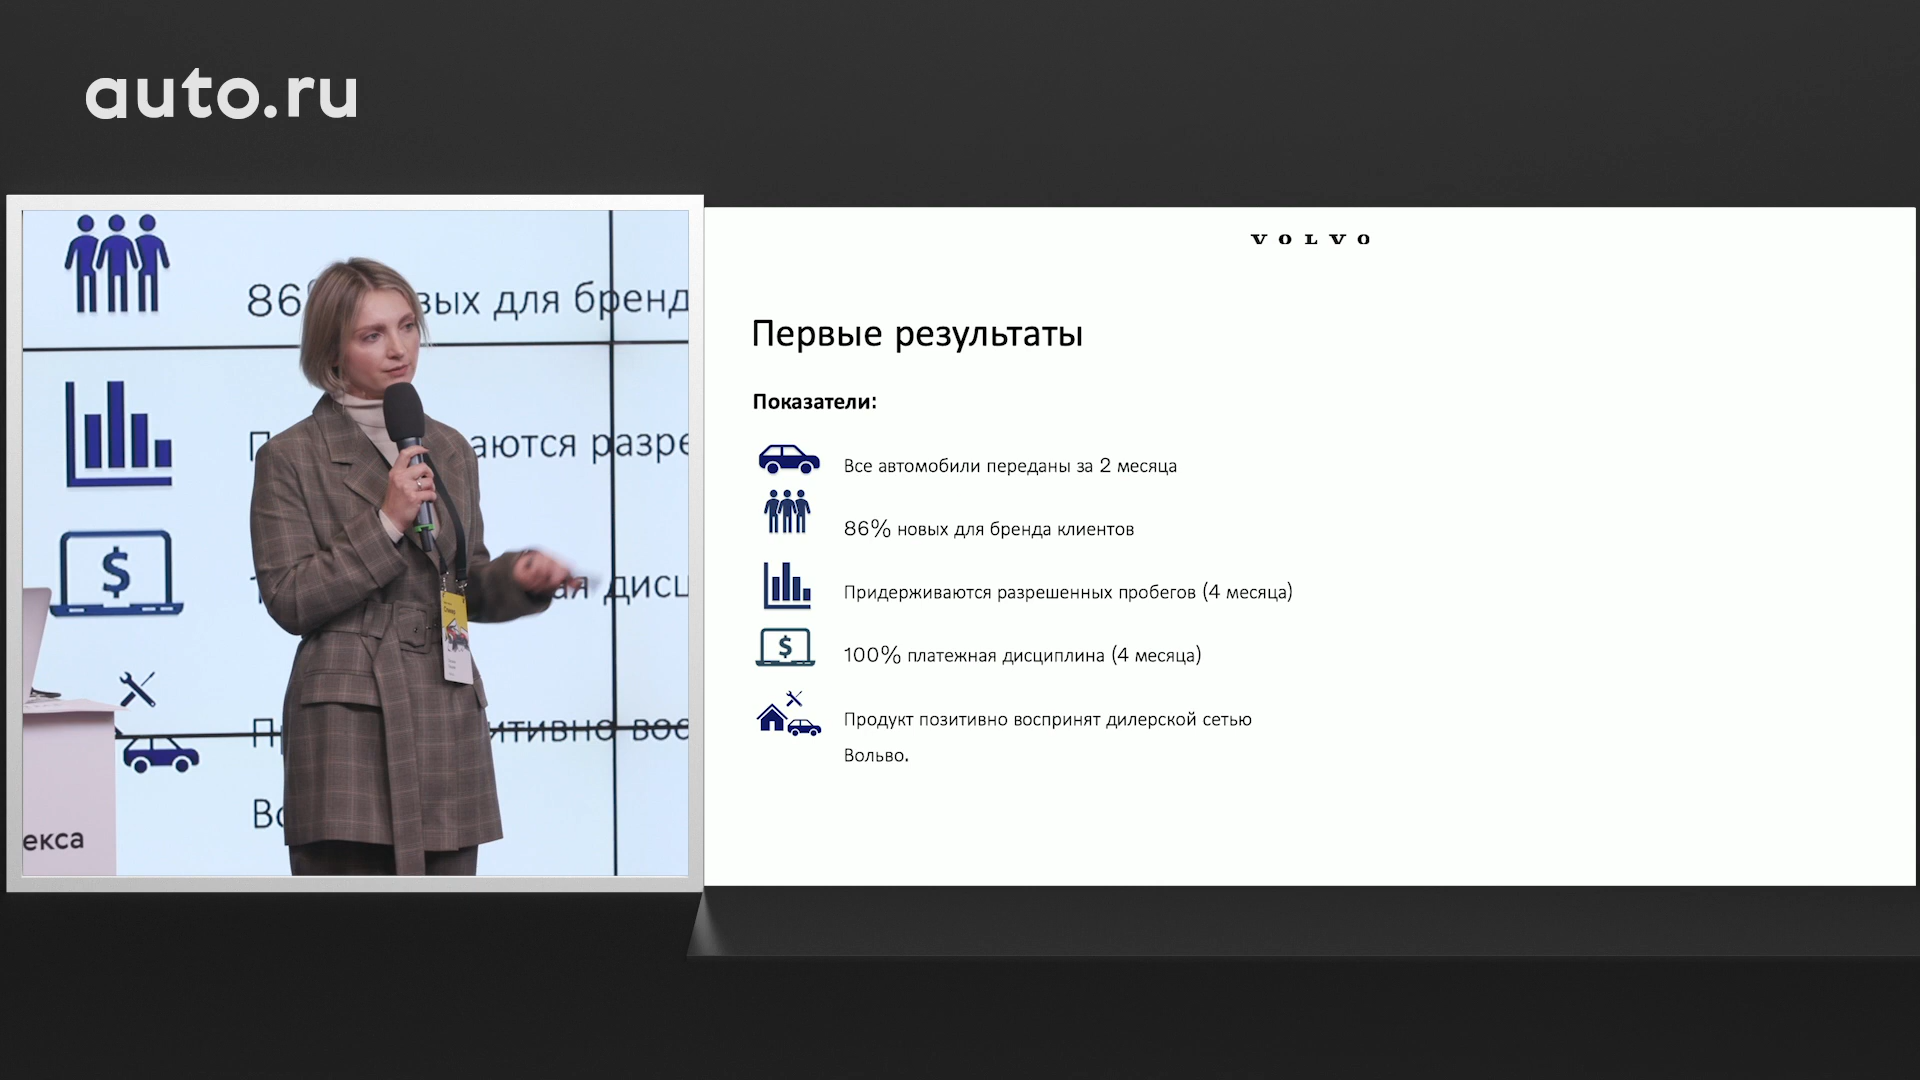 auto.ru
86
вых для бренд
аются разре
дисц
итивно вос
Во
екса
VOLVO
Первые результаты
Показатели:
Все автомобили переданы за 2 месяца
86% новых для бренда клиентов
Придерживаются разрешенных пробегов (4 месяца)
100% платежная дисциплина (4 месяца)
Продукт позитивно воспринят дилерской сетью
Вольво.